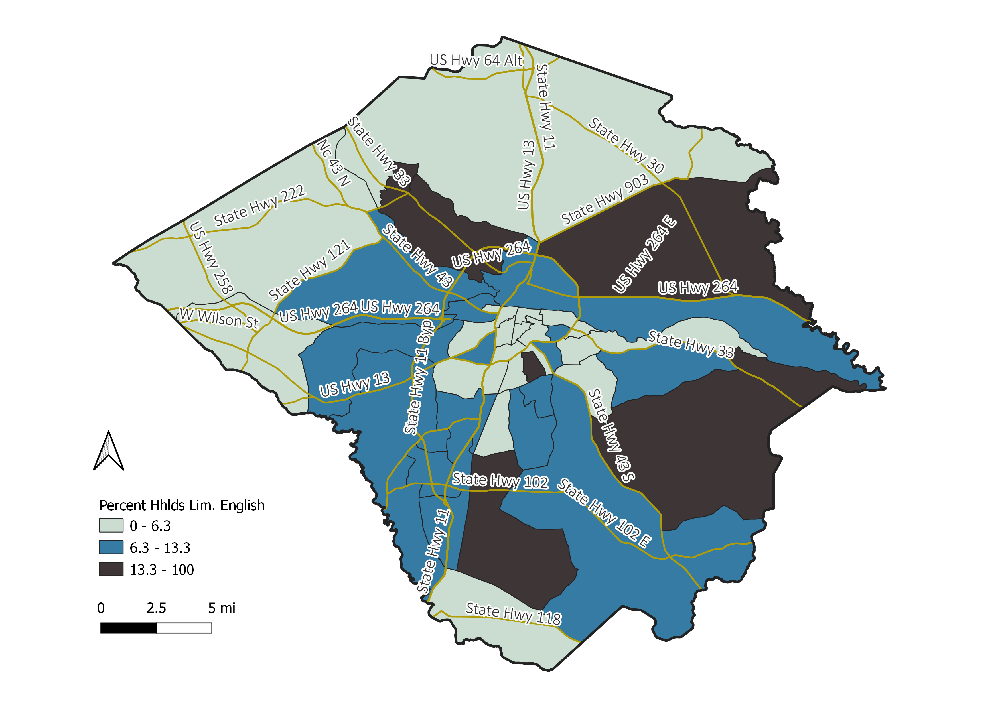 US Hwy 64 Alt
State Hwy 11
State Hwy 33
Nc 43 N
State Hwy 30
US Hwy 13
State Hwy 903
State Hwy 222
US Hwy 258
State Hwy 121
State Hwy 43
US Hwy 264
US Hwy 264 E
US Hwy 264
W Wilson St
US Hwy 264
US Hwy 264
State Hwy 11 Byp
State Hwy 33
US Hwy 13
State Hwy 43 S
State Hwy 102
State Hwy 102 E
State Hwy 11
State Hwy 118
Percent Hhlds Lim. English
0 - 6.3
6.3 - 13.3
13.3 - 100
0 2.5 5 mi